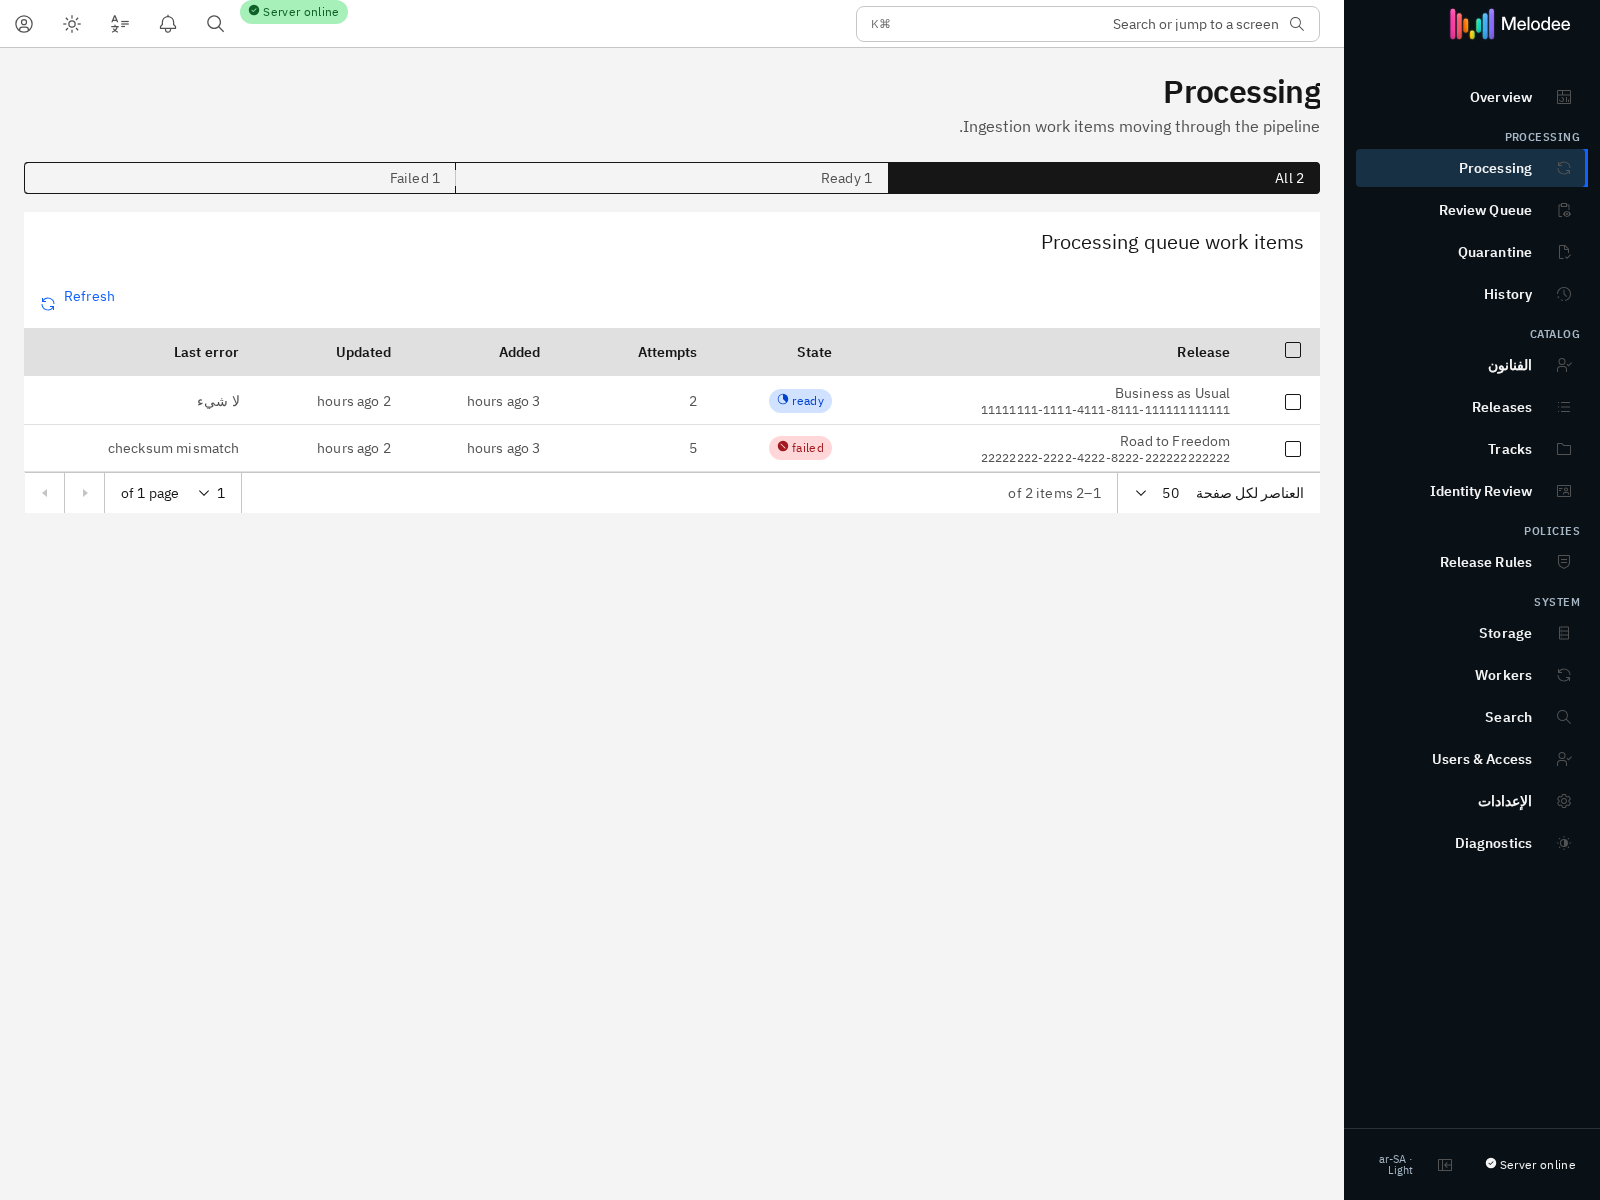 Melodee
Overview
PROCESSING
Processing
Review Queue
Quarantine
History
CATALOG
الفنانون
Releases
Tracks
Identity Review
POLICIES
Release Rules
SYSTEM
Storage
Workers
Search
Users & Access
الإعدادات
Diagnostics
Server online
ar-SA · Light
Search or jump to a screen
K⌘
Server online
Processing
.Ingestion work items moving through the pipeline
All 2
Ready 1
Failed 1
Processing queue work items
Refresh
Release State Attempts Added Updated Last error
Business as Usual
11111111-1111-4111-8111-111111111111
ready 2 hours ago 3 hours ago 2 لا شيء
Road to Freedom
22222222-2222-4222-8222-222222222222
failed 5 hours ago 3 hours ago 2 checksum mismatch
العناصر لكل صفحة 50
of 2 items 2–1
1
of 1 page